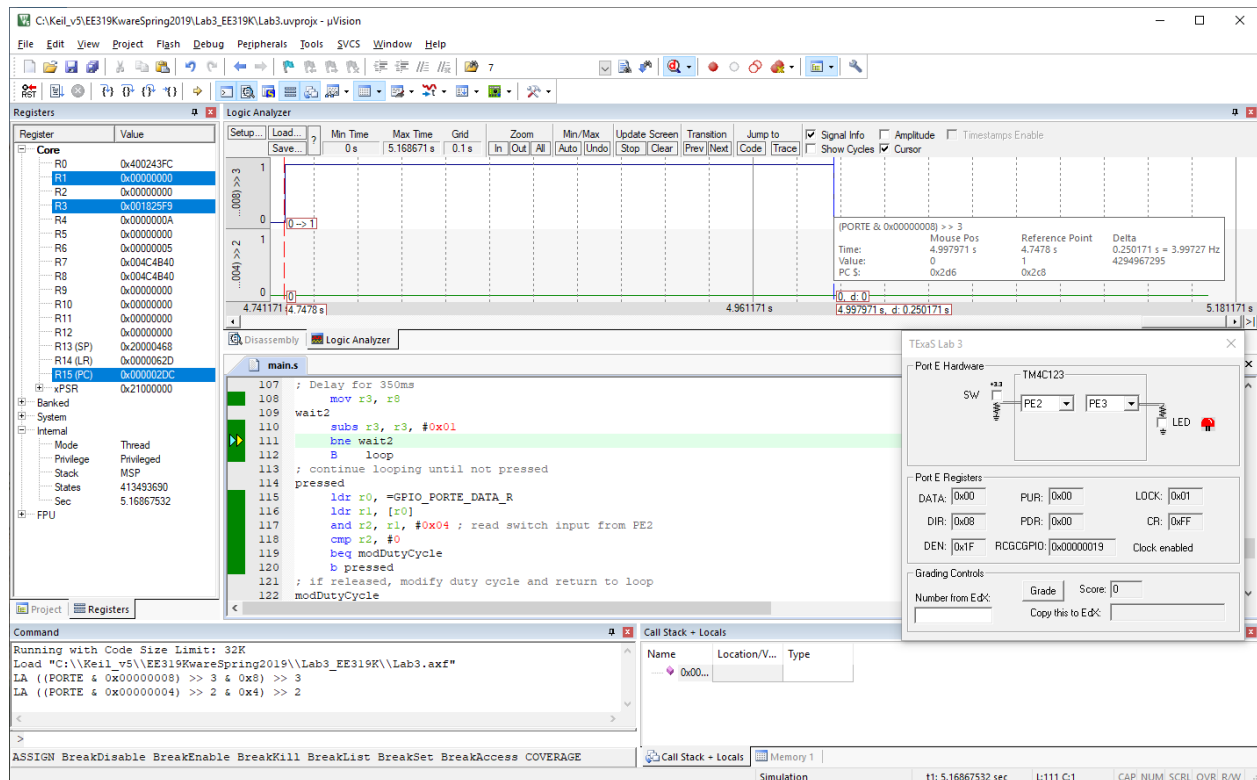 C:\Keil_v5\EE319KwareSpring2019\Lab3_EE319K\Lab3.uvprojx - µVision
File Edit View Project Flash Debug Peripherals Tools SVCS Window Help
7
Registers
Register Value
Core
R0 0x400243FC
R1 0x00000000
R2 0x00000000
R3 0x001825F9
R4 0x0000000A
R5 0x00000000
R6 0x00000005
R7 0x004C4B40
R8 0x004C4B40
R9 0x00000000
R10 0x00000000
R11 0x00000000
R12 0x00000000
R13 (SP) 0x20000468
R14 (LR) 0x0000062D
R15 (PC) 0x000002DC
xPSR 0x21000000
Banked
System
Internal
Mode Thread
Privilege Privileged
Stack MSP
States 413493690
Sec 5.16867532
FPU
Project Registers
Logic Analyzer
Setup... Load... ? Min Time Max Time Grid Zoom Min/Max Update Screen Transition Jump to Signal Info Amplitude Timestamps Enable
Save... 0 s 5.168671 s 0.1 s In Out All Auto Undo Stop Clear Prev Next Code Trace Show Cycles Cursor
1
...008) >> 3
0
0 --> 1
1
...004) >> 2
0
0
0, d: 0
4.741171 s 4.7478 s 4.961171 s 4.997971 s, d: 0.250171 s 5.181171 s
(PORTE & 0x00000008) >> 3
Mouse Pos Reference Point Delta
Time: 4.997971 s 4.7478 s 0.250171 s = 3.99727 Hz
Value: 0 1 4294967295
PC $: 0x2d6 0x2c8
Disassembly Logic Analyzer
main.s
107 ; Delay for 350ms
108 mov r3, r8
109 wait2
110 subs r3, r3, #0x01
111 bne wait2
112 B loop
113 ; continue looping until not pressed
114 pressed
115 ldr r0, =GPIO_PORTE_DATA_R
116 ldr r1, [r0]
117 and r2, r1, #0x04 ; read switch input from PE2
118 cmp r2, #0
119 beq modDutyCycle
120 b pressed
121 ; if released, modify duty cycle and return to loop
122 modDutyCycle
TExaS Lab 3
Port E Hardware
TM4C123
+3.3
SW
PE2 PE3
LED
Port E Registers
DATA: 0x00 PUR: 0x00 LOCK: 0x01
DIR: 0x08 PDR: 0x00 CR: 0xFF
DEN: 0x1F RCGCGPIO: 0x00000019 Clock enabled
Grading Controls
Number from EdX: Grade Score: 0
Copy this to EdX:
Command
Running with Code Size Limit: 32K
Load "C:\\Keil_v5\\EE319KwareSpring2019\\Lab3_EE319K\\Lab3.axf"
LA ((PORTE & 0x00000008) >> 3 & 0x8) >> 3
LA ((PORTE & 0x00000004) >> 2 & 0x4) >> 2
>
ASSIGN BreakDisable BreakEnable BreakKill BreakList BreakSet BreakAccess COVERAGE
Call Stack + Locals
Name Location/V... Type
0x00...
Call Stack + Locals Memory 1
Simulation t1: 5.16867532 sec L:111 C:1 CAP NUM SCRL OVR R/W